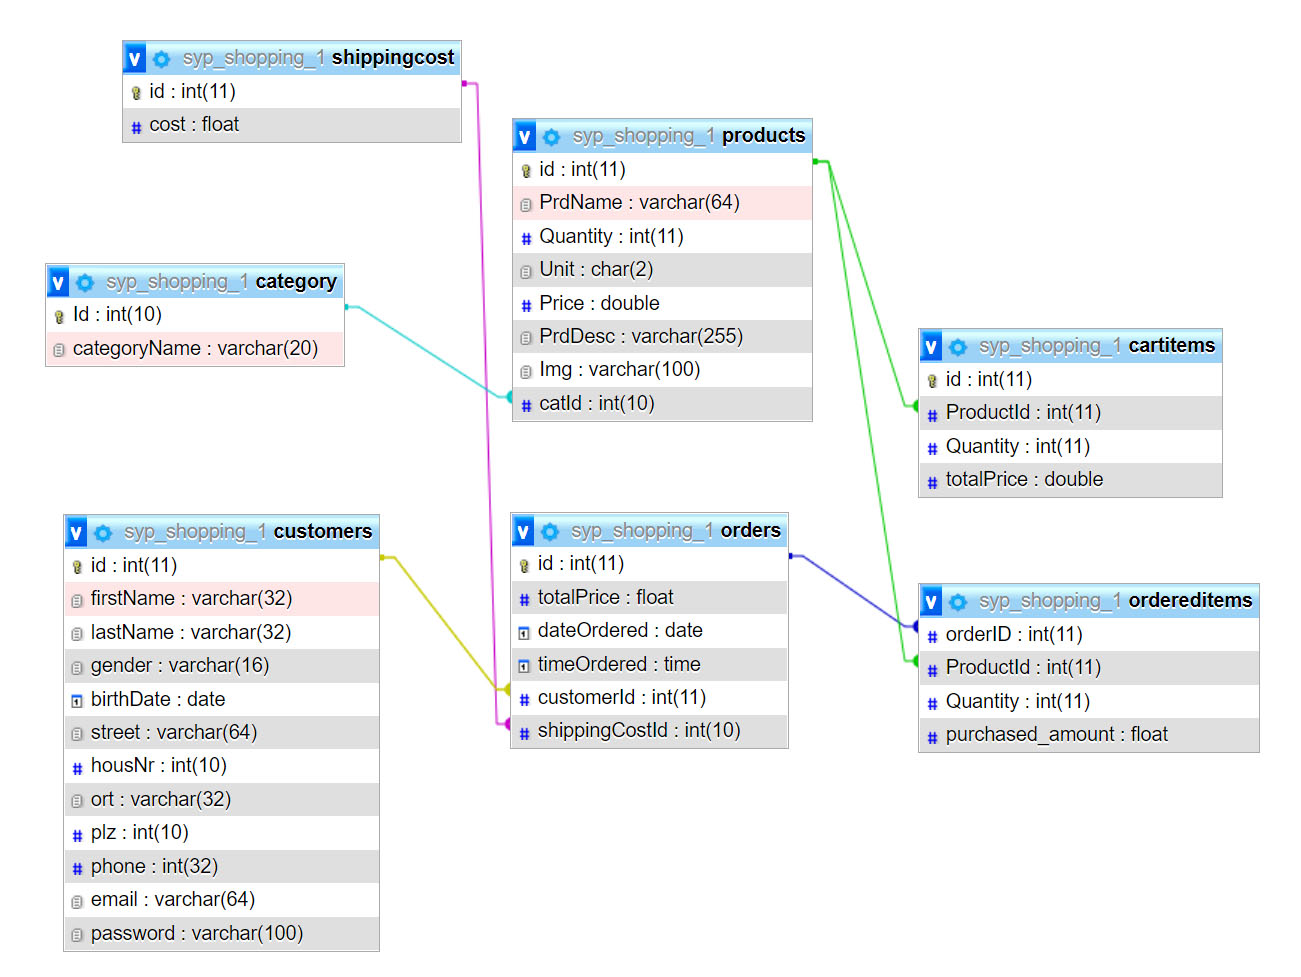 v syp_shopping_1 shippingcost
id : int(11)
# cost : float
v syp_shopping_1 products
id : int(11)
PrdName : varchar(64)
# Quantity : int(11)
Unit : char(2)
# Price : double
PrdDesc : varchar(255)
Img : varchar(100)
# catId : int(10)
v syp_shopping_1 category
Id : int(10)
categoryName : varchar(20)
v syp_shopping_1 cartitems
id : int(11)
# ProductId : int(11)
# Quantity : int(11)
# totalPrice : double
v syp_shopping_1 customers
id : int(11)
firstName : varchar(32)
lastName : varchar(32)
gender : varchar(16)
1 birthDate : date
street : varchar(64)
# housNr : int(10)
ort : varchar(32)
# plz : int(10)
# phone : int(32)
email : varchar(64)
password : varchar(100)
v syp_shopping_1 orders
id : int(11)
# totalPrice : float
1 dateOrdered : date
1 timeOrdered : time
# customerId : int(11)
# shippingCostId : int(10)
v syp_shopping_1 ordereditems
# orderID : int(11)
# ProductId : int(11)
# Quantity : int(11)
# purchased_amount : float